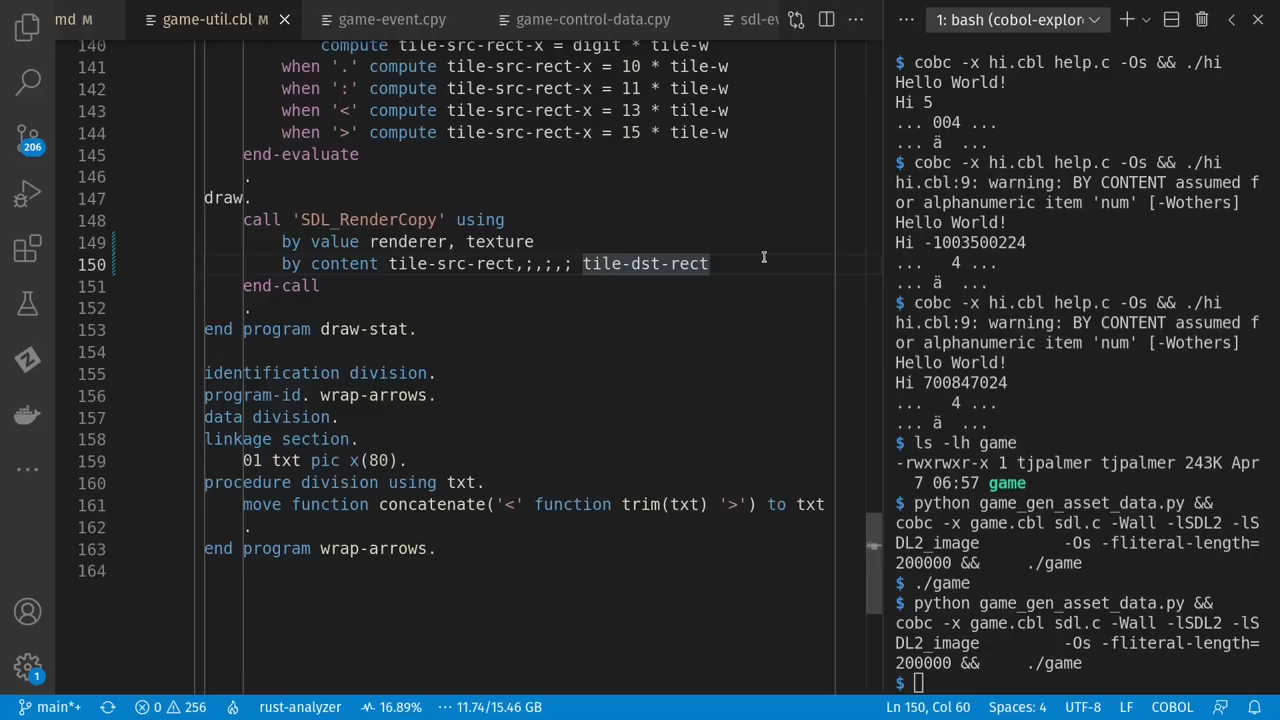 md M
game-util.cbl M
game-event.cpy
game-control-data.cpy
sdl-ev
1: bash (cobol-explor
140 compute tile-src-rect-x = digit * tile-w
141 when '.' compute tile-src-rect-x = 10 * tile-w
142 when ':' compute tile-src-rect-x = 11 * tile-w
143 when '<' compute tile-src-rect-x = 13 * tile-w
144 when '>' compute tile-src-rect-x = 15 * tile-w
145 end-evaluate
146 .
147 draw.
148 call 'SDL_RenderCopy' using
149 by value renderer, texture
150 by content tile-src-rect,;,;,; tile-dst-rect
151 end-call
152 .
153 end program draw-stat.
154
155 identification division.
156 program-id. wrap-arrows.
157 data division.
158 linkage section.
159 01 txt pic x(80).
160 procedure division using txt.
161 move function concatenate('<' function trim(txt) '>') to txt
162 .
163 end program wrap-arrows.
164
$ cobc -x hi.cbl help.c -Os && ./hi
Hello World!
Hi 5
... 004 ...
... ä  ...
$ cobc -x hi.cbl help.c -Os && ./hi
hi.cbl:9: warning: BY CONTENT assumed f
or alphanumeric item 'num' [-Wothers]
Hello World!
Hi -1003500224
...   4 ...
... ä  ...
$ cobc -x hi.cbl help.c -Os && ./hi
hi.cbl:9: warning: BY CONTENT assumed f
or alphanumeric item 'num' [-Wothers]
Hello World!
Hi 700847024
...   4 ...
... ä  ...
$ ls -lh game
-rwxrwxr-x 1 tjpalmer tjpalmer 243K Apr
  7 06:57 game
$ python game_gen_asset_data.py &&
cobc -x game.cbl sdl.c -Wall -lSDL2 -lS
DL2_image         -Os -fliteral-length=
200000 &&     ./game
$ ./game
$ python game_gen_asset_data.py &&
cobc -x game.cbl sdl.c -Wall -lSDL2 -lS
DL2_image         -Os -fliteral-length=
200000 &&     ./game
$
206
1
main*+
0
256
rust-analyzer
16.89%
11.74/15.46 GB
Ln 150, Col 60
Spaces: 4
UTF-8
LF
COBOL